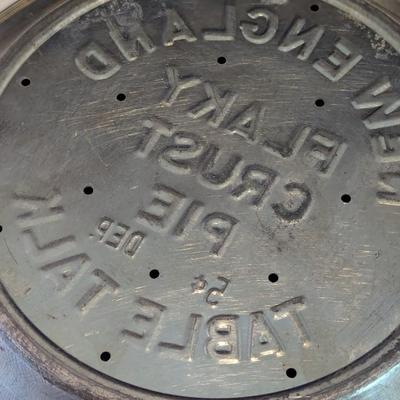 NEW ENGLAND
FLAKY
CRUST
PIE
5¢ DEP
TABLE TALK